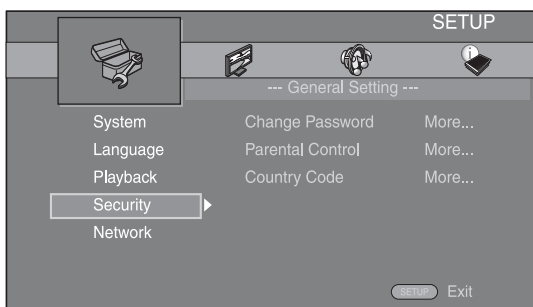 SETUP
--- General Setting ---
System Change Password More...
Language Parental Control More...
Playback Country Code More...
Security
Network
SETUP Exit